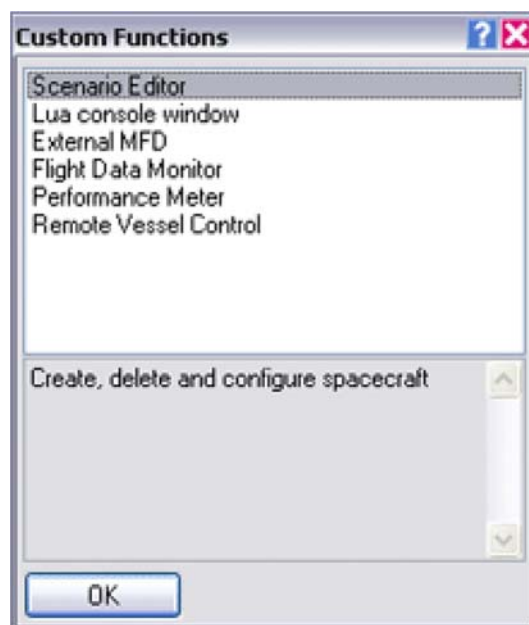 Custom Functions ?
Scenario Editor
Lua console window
External MFD
Flight Data Monitor
Performance Meter
Remote Vessel Control
Create, delete and configure spacecraft
OK